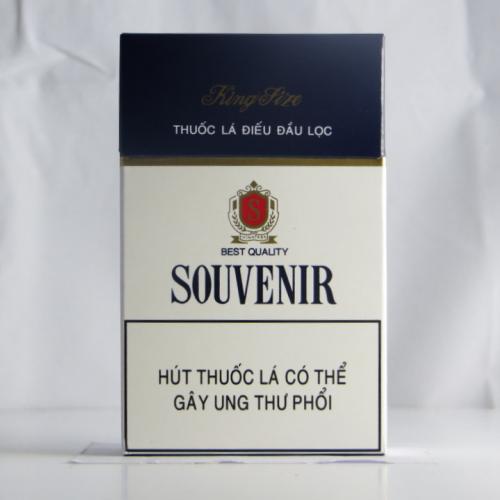 King Size
THUỐC LÁ ĐIẾU ĐẦU LỌC
S
VINATABA
BEST QUALITY
SOUVENIR
HÚT THUỐC LÁ CÓ THỂ
GÂY UNG THƯ PHỔI